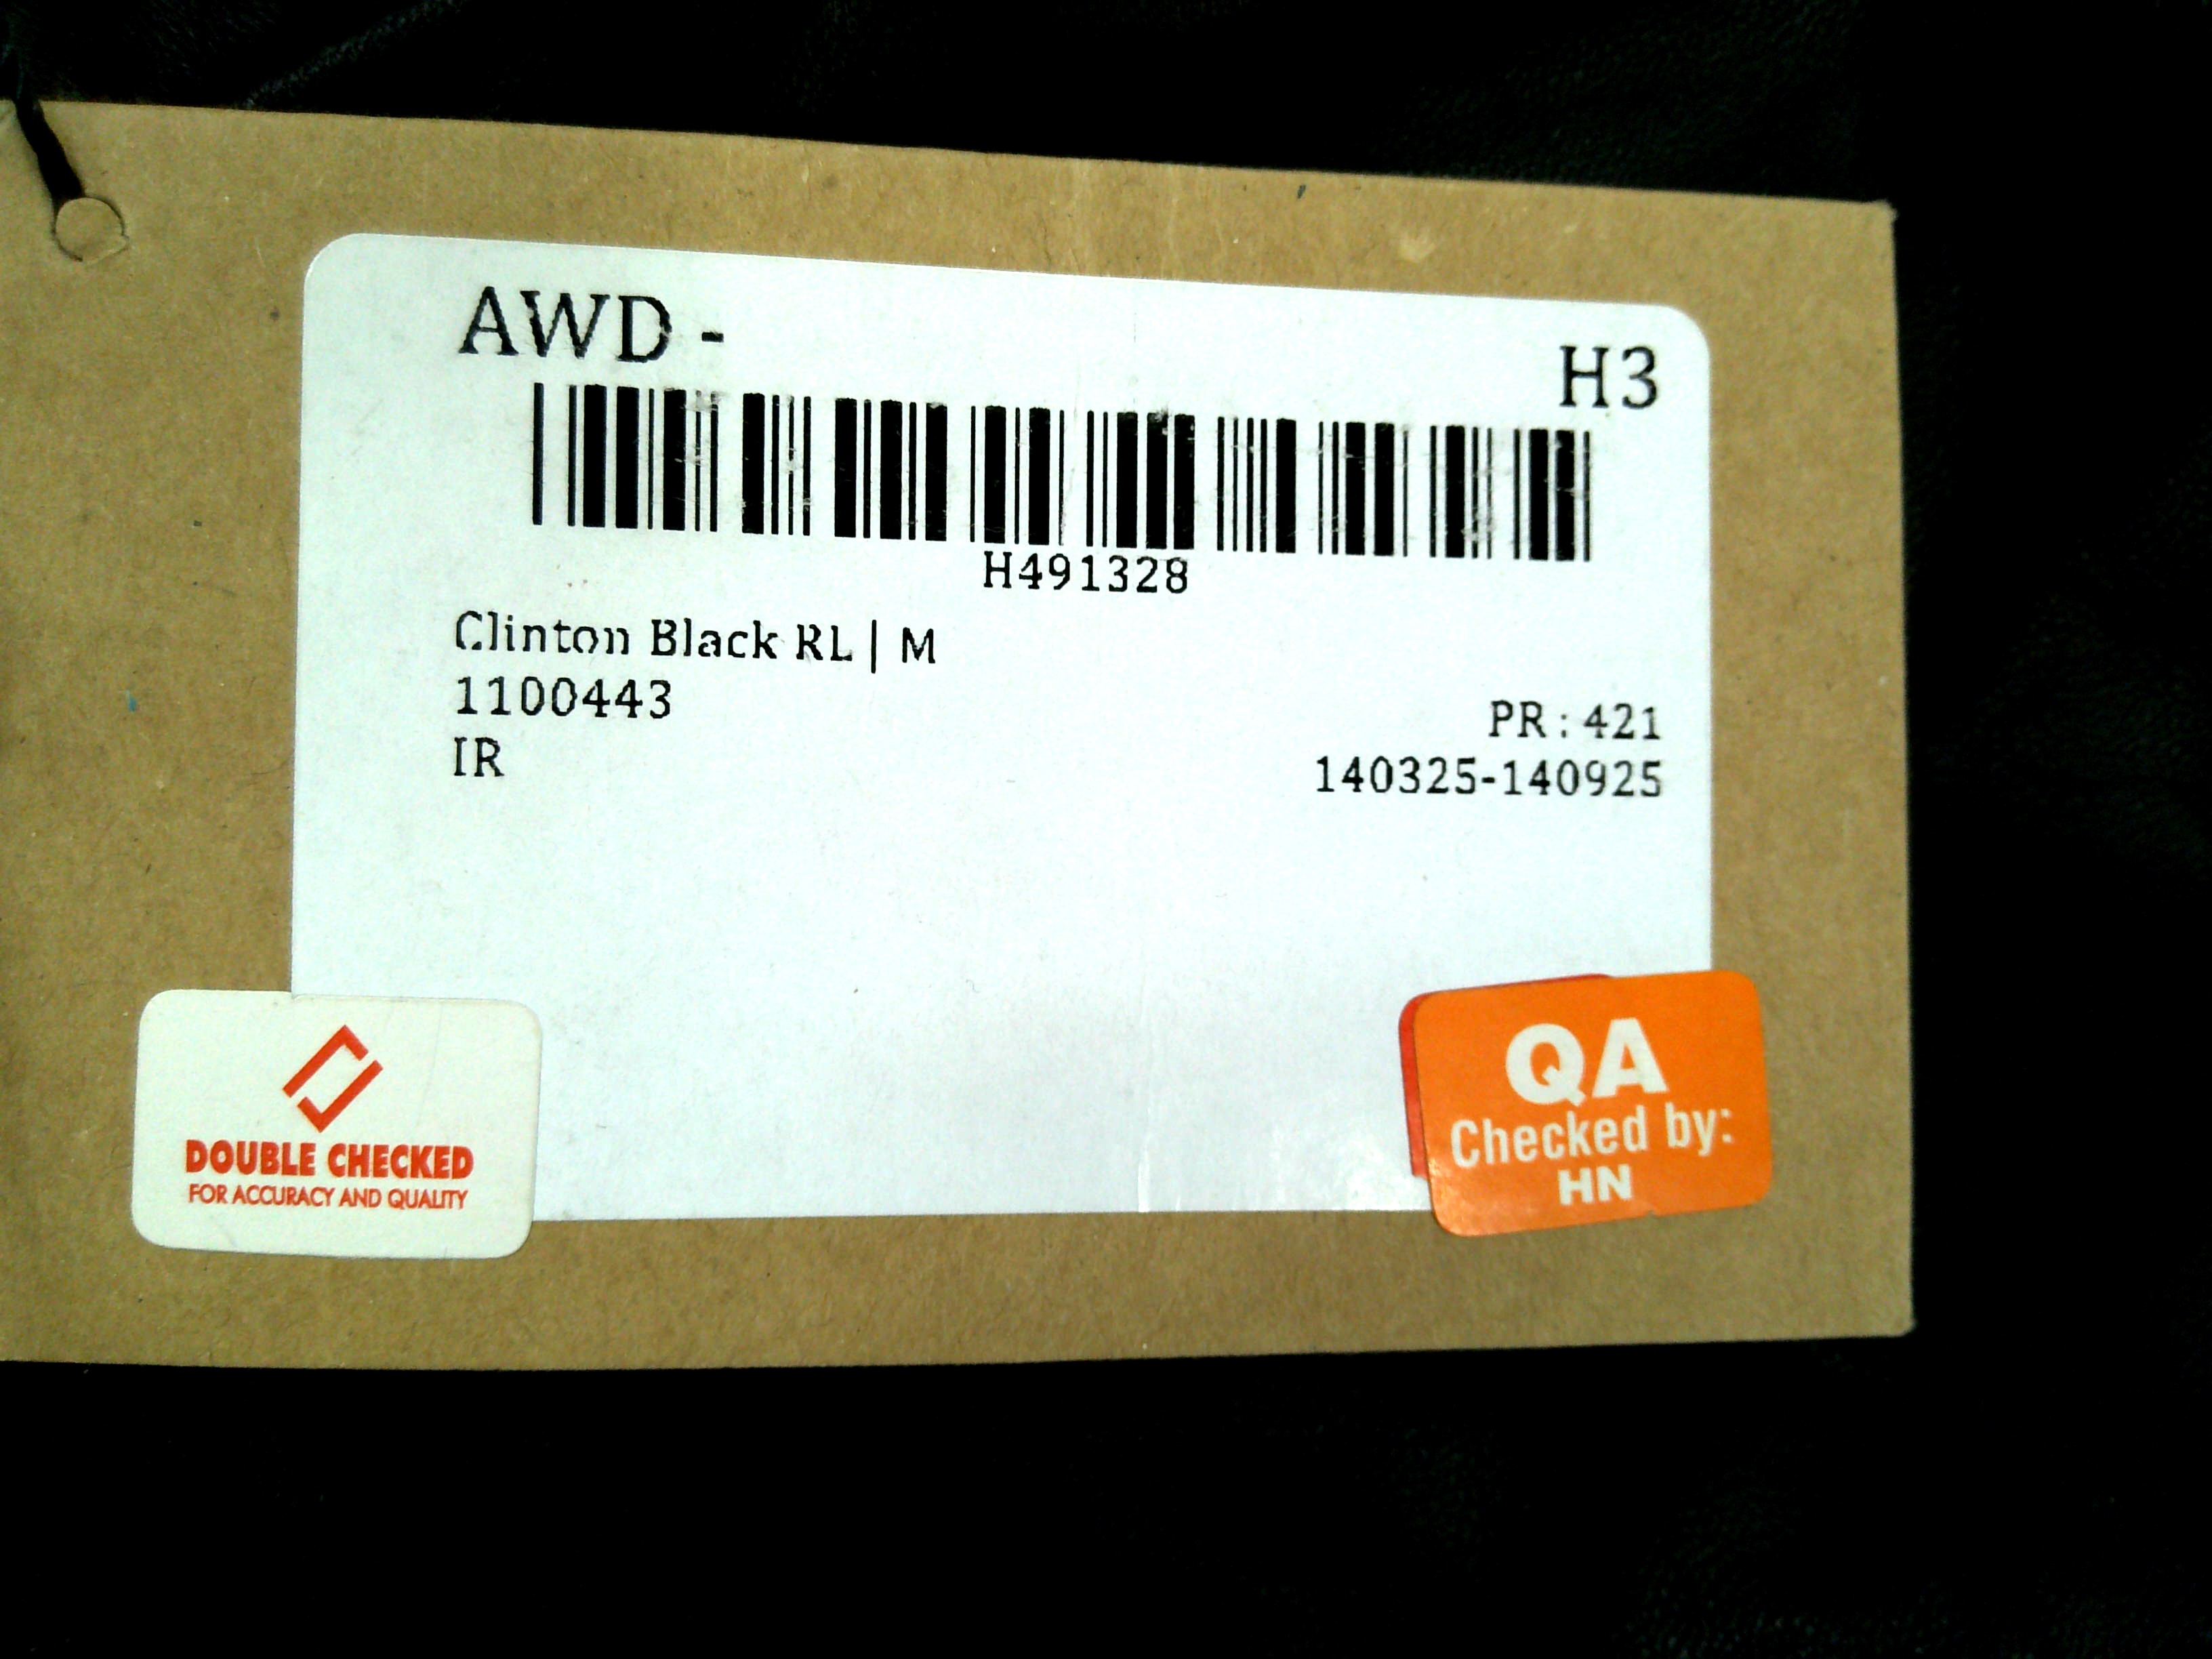 AWD -
H3
H491328
Clinton Black RL | M
1100443
IR
PR : 421
140325-140925
DOUBLE CHECKED
FOR ACCURACY AND QUALITY
QA
Checked by:
HN